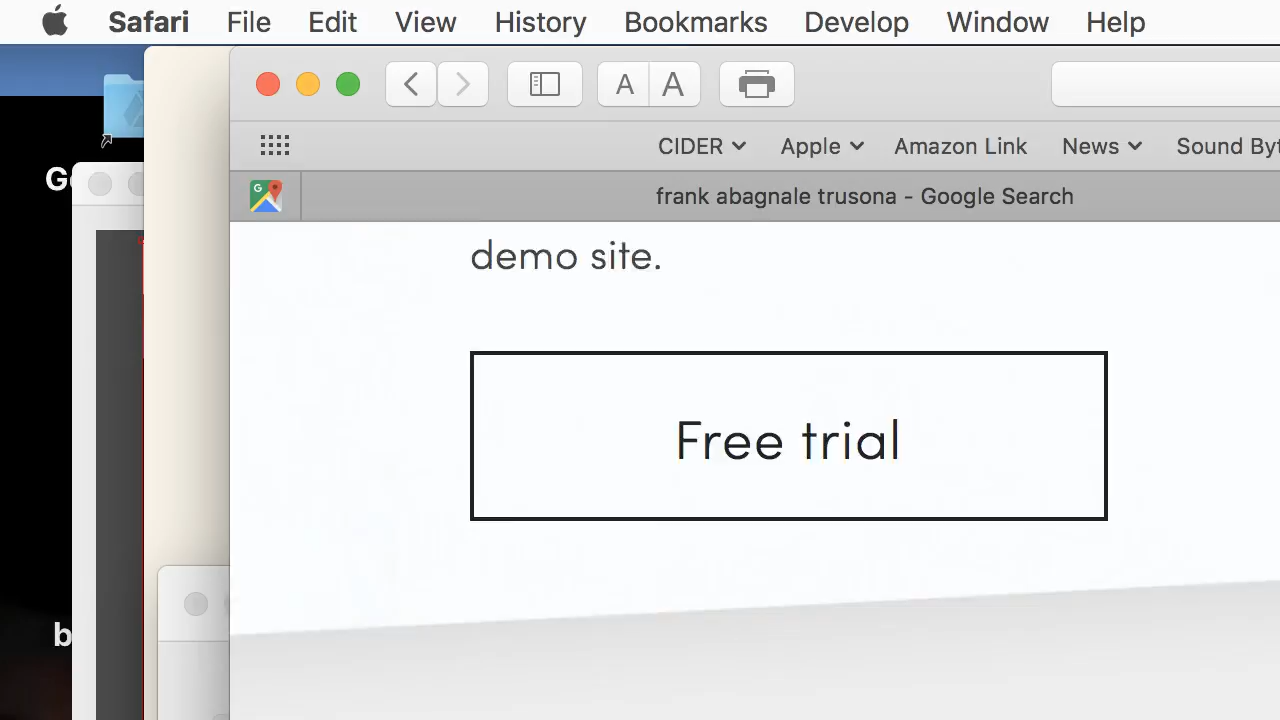 Safari File Edit View History Bookmarks Develop Window Help
A A
CIDER Apple Amazon Link News Sound
G
frank abagnale trusona - Google Search
demo site.
Free trial